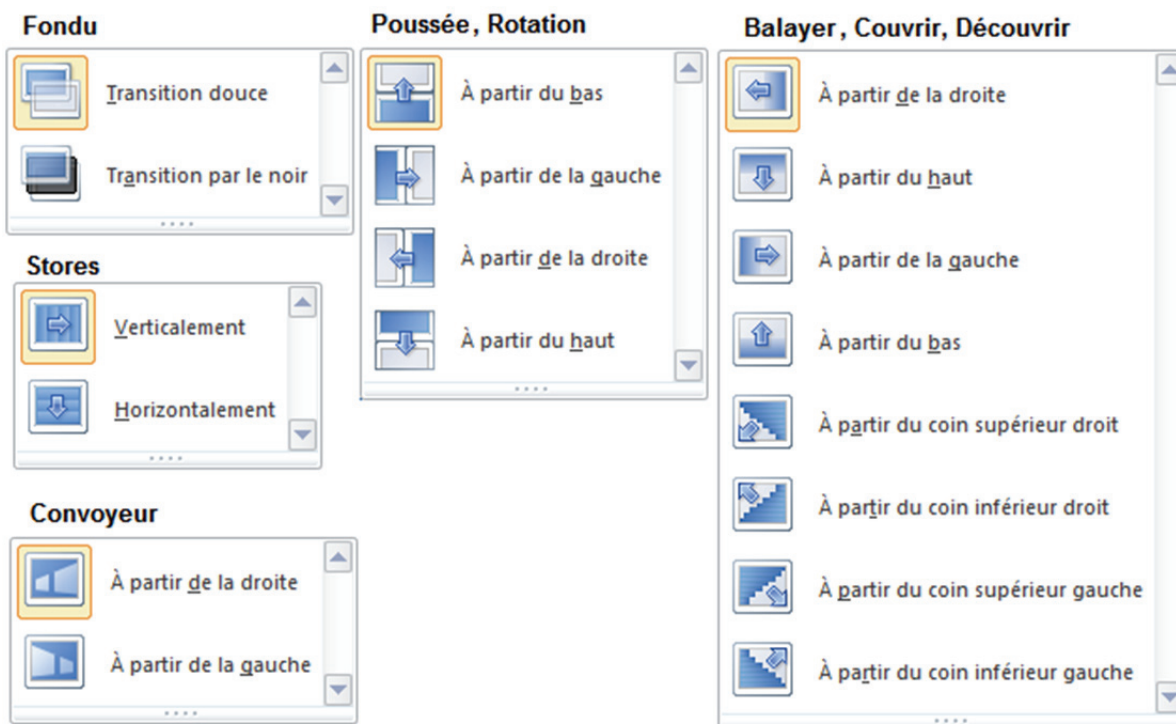 Fondu
Transition douce
Transition par le noir
Stores
Verticalement
Horizontalement
Convoyeur
À partir de la droite
À partir de la gauche
Poussée, Rotation
À partir du bas
À partir de la gauche
À partir de la droite
À partir du haut
Balayer, Couvrir, Découvrir
À partir de la droite
À partir du haut
À partir de la gauche
À partir du bas
À partir du coin supérieur droit
À partir du coin inférieur droit
À partir du coin supérieur gauche
À partir du coin inférieur gauche